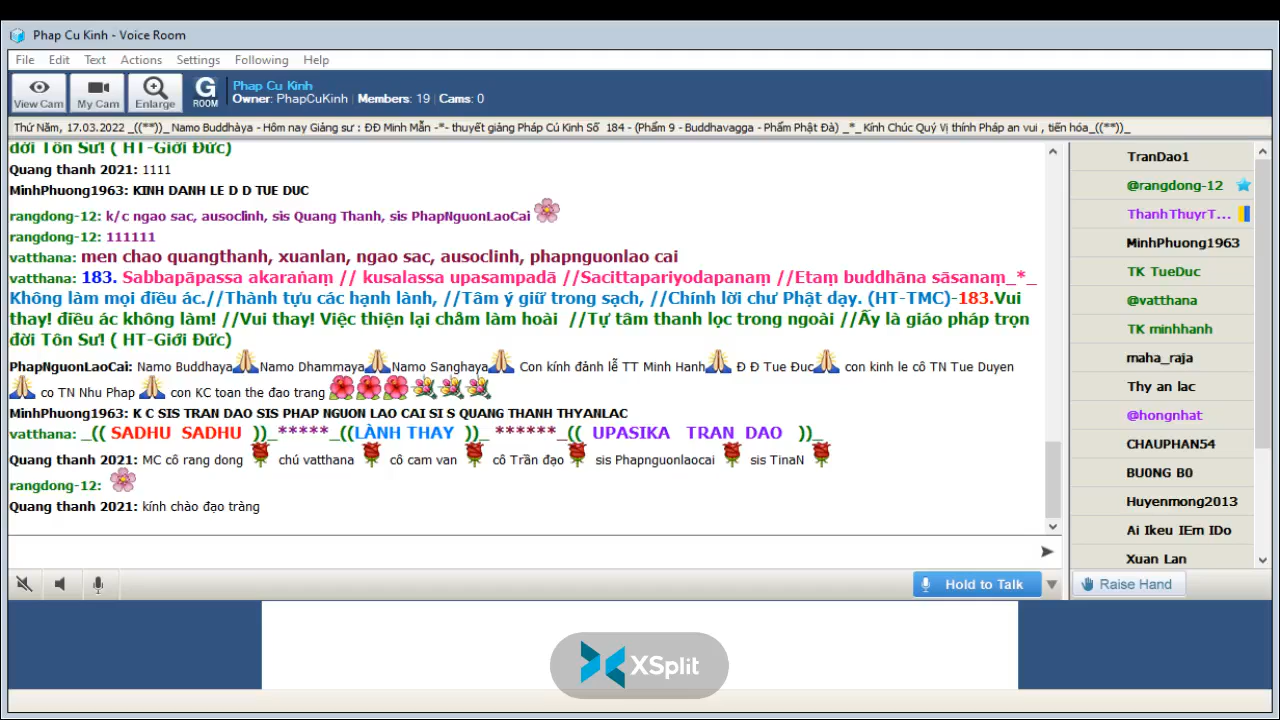 Phap Cu Kinh - Voice Room
File Edit Text Actions Settings Following Help
View Cam My Cam Enlarge G ROOM
Phap Cu Kinh
Owner: PhapCuKinh | Members: 19 | Cams: 0
Thứ Năm, 17.03.2022 _((**))_ Namo Buddhàya - Hôm nay Giảng sư : ĐĐ Minh Mẫn -*- thuyết giảng Pháp Cú Kinh Số 184 - (Phẩm 9 - Buddhavagga - Phẩm Phật Đà) _*_ Kính Chúc Quý Vị thính Pháp an vui , tiến hóa_((**))_
đời Tôn Sư! ( HT-Giới Đức)
Quang thanh 2021: 1111
MinhPhuong1963: KINH DANH LE D D TUE DUC
rangdong-12: k/c ngao sac, ausoclinh, sis Quang Thanh, sis PhapNguonLaoCai
rangdong-12: 111111
vatthana: men chao quangthanh, xuanlan, ngao sac, ausoclinh, phapnguonlao cai
vatthana: 183. Sabbapāpassa akaraṅaṃ // kusalassa upasampadā //Sacittapariyodapanaṃ //Etaṃ buddhāna sāsanaṃ_*_
Không làm mọi điều ác.//Thành tựu các hạnh lành, //Tâm ý giữ trong sạch, //Chính lời chư Phật dạy. (HT-TMC)-183.Vui
thay! điều ác không làm! //Vui thay! Việc thiện lại chăm làm hoài //Tự tâm thanh lọc trong ngoài //Ấy là giáo pháp trọn
đời Tôn Sư! ( HT-Giới Đức)
PhapNguonLaoCai: Namo Buddhaya Namo Dhammaya Namo Sanghaya Con kính đảnh lễ TT Minh Hanh Đ Đ Tue Đuc con kinh le cô TN Tue Duyen
co TN Nhu Phap con KC toan the đao trang
MinhPhuong1963: K C SIS TRAN DAO SIS PHAP NGUON LAO CAI SI S QUANG THANH THYANLAC
vatthana: _(( SADHU SADHU ))_*****_((LÀNH THAY ))_ ******_(( UPASIKA TRAN DAO ))_
Quang thanh 2021: MC cô rang dong chú vatthana cô cam van cô Trần đạo sis Phapnguonlaocai sis TinaN
rangdong-12:
Quang thanh 2021: kính chào đạo tràng
TranDao1
@rangdong-12
ThanhThuyrT...
MinhPhuong1963
TK TueDuc
@vatthana
TK minhhanh
maha_raja
Thy an lac
@hongnhat
CHAUPHAN54
BU0NG B0
Huyenmong2013
Ai Ikeu IEm IDo
Xuan Lan
Hold to Talk
Raise Hand
XSplit